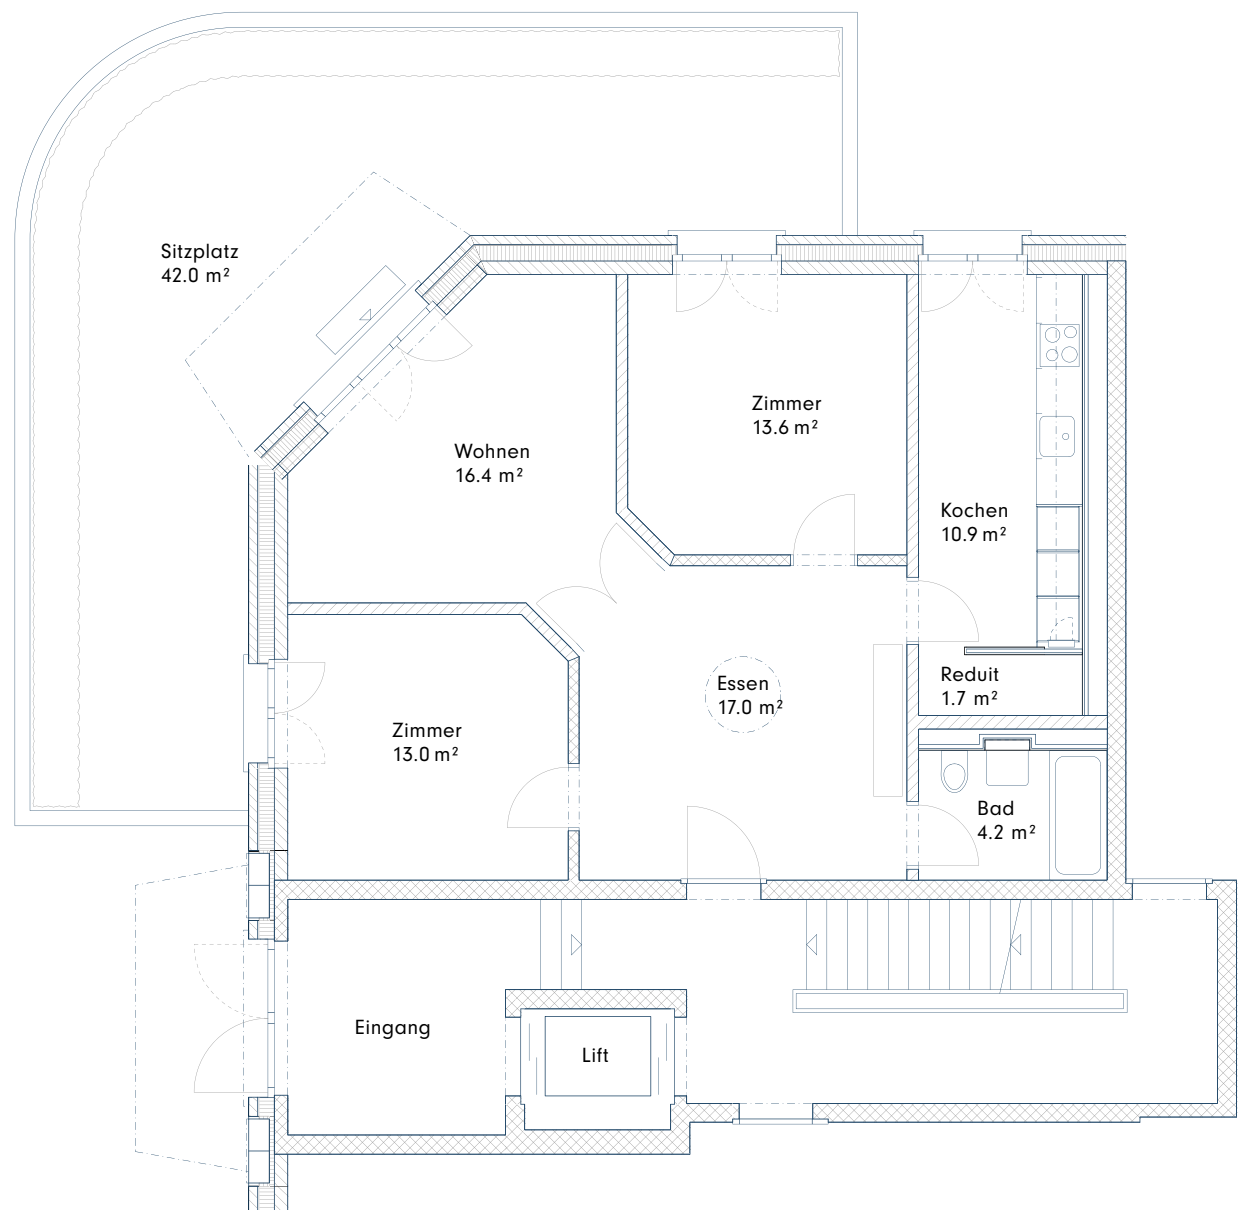 Sitzplatz
42.0 m²
Wohnen
16.4 m²
Zimmer
13.6 m²
Kochen
10.9 m²
Reduit
1.7 m²
Essen
17.0 m²
Zimmer
13.0 m²
Bad
4.2 m²
Eingang
Lift